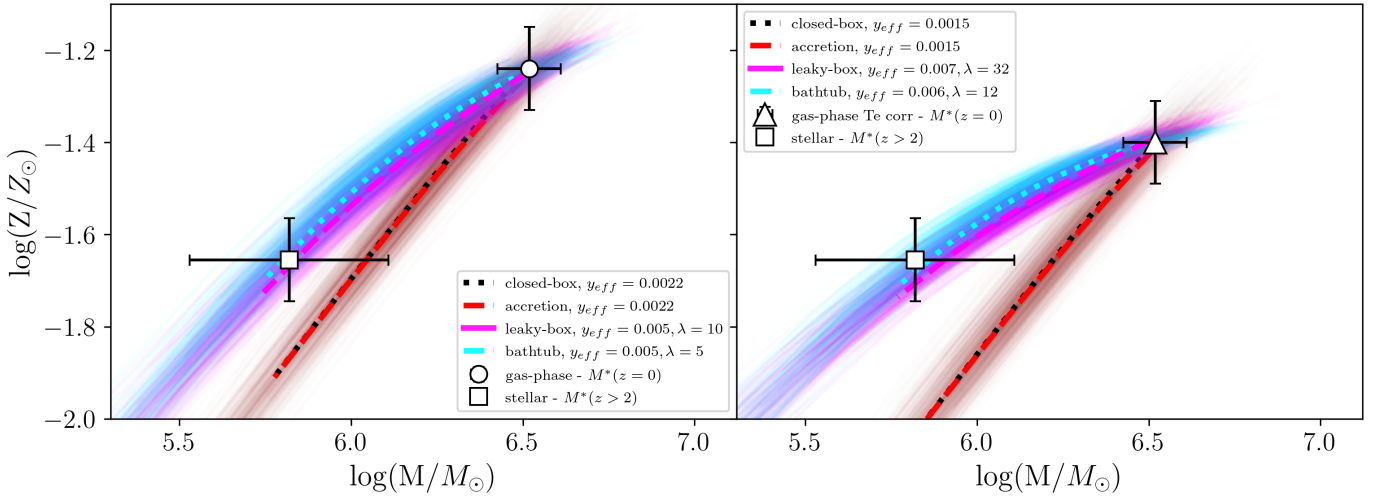 log(Z/Z⊙)
−1.2
−1.4
−1.6
−1.8
−2.0
closed-box, y_eff = 0.0022
accretion, y_eff = 0.0022
leaky-box, y_eff = 0.005, λ = 10
bathtub, y_eff = 0.005, λ = 5
gas-phase - M*(z = 0)
stellar - M*(z > 2)
5.5 6.0 6.5 7.0
log(M/M⊙)
closed-box, y_eff = 0.0015
accretion, y_eff = 0.0015
leaky-box, y_eff = 0.007, λ = 32
bathtub, y_eff = 0.006, λ = 12
gas-phase Te corr - M*(z = 0)
stellar - M*(z > 2)
5.5 6.0 6.5 7.0
log(M/M⊙)